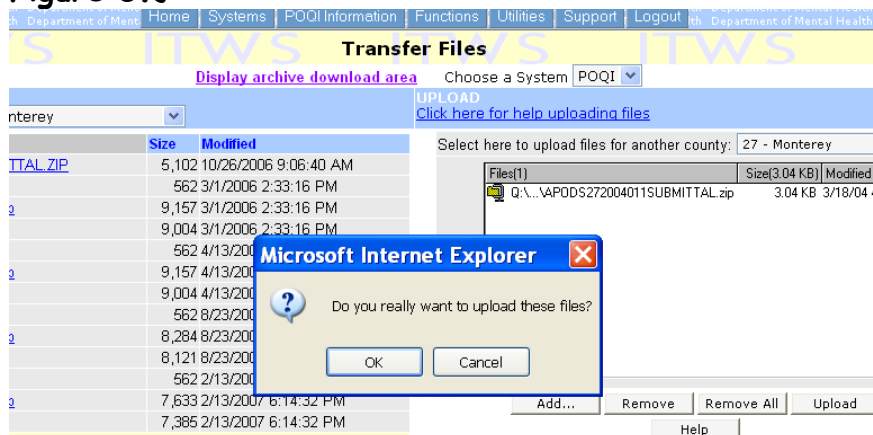 Department of Ment Home Systems POQI Information Functions Utilities Support Logout th Department of Mental Health
ITWS ITWS
Transfer Files
Display archive download area Choose a System POQI
UPLOAD
nterey Click here for help uploading files
Size Modified Select here to upload files for another county: 27 - Monterey
TTAL.ZIP 5,102 10/26/2006 9:06:40 AM Files(1) Size(3.04 KB) Modified
562 3/1/2006 2:33:16 PM Q:\...\APODS272004011SUBMITTAL.zip 3.04 KB 3/18/04
9,157 3/1/2006 2:33:16 PM
9,004 3/1/2006 2:33:16 PM
562 4/13/200
Microsoft Internet Explorer
9,157 4/13/200
9,004 4/13/200
Do you really want to upload these files?
562 8/23/200
8,284 8/23/200
8,121 8/23/200
OK Cancel
562 2/13/200
7,633 2/13/2007 6:14:32 PM Add... Remove Remove All Upload
7,385 2/13/2007 6:14:32 PM Help